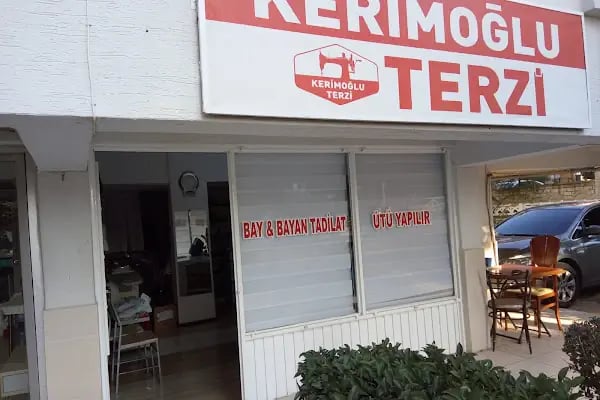 KERİMOĞLU
KERİMOĞLU
TERZİ
TERZİ
BAY & BAYAN TADİLAT
ÜTÜ YAPILIR